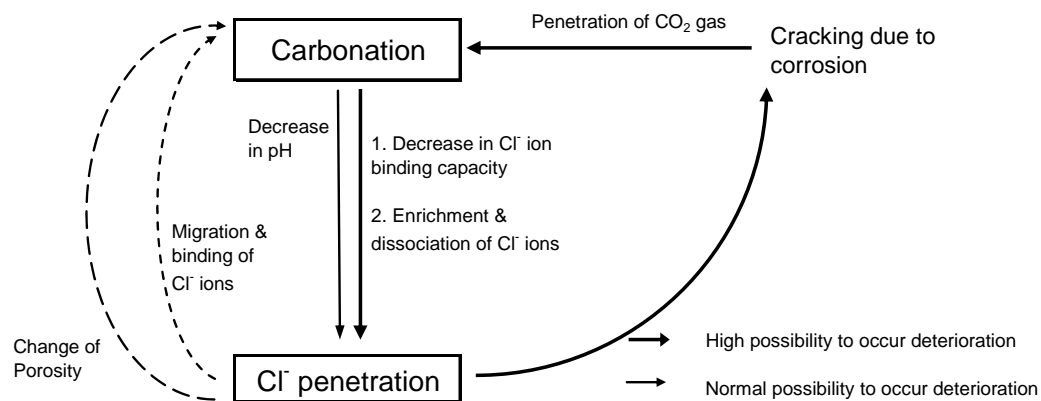 Penetration of CO₂ gas
Carbonation
Cracking due to
corrosion
Decrease
in pH
1. Decrease in Cl⁻ ion
binding capacity
2. Enrichment &
dissociation of Cl⁻ ions
Migration &
binding of
Cl⁻ ions
Change of
Porosity
Cl⁻ penetration
High possibility to occur deterioration
Normal possibility to occur deterioration